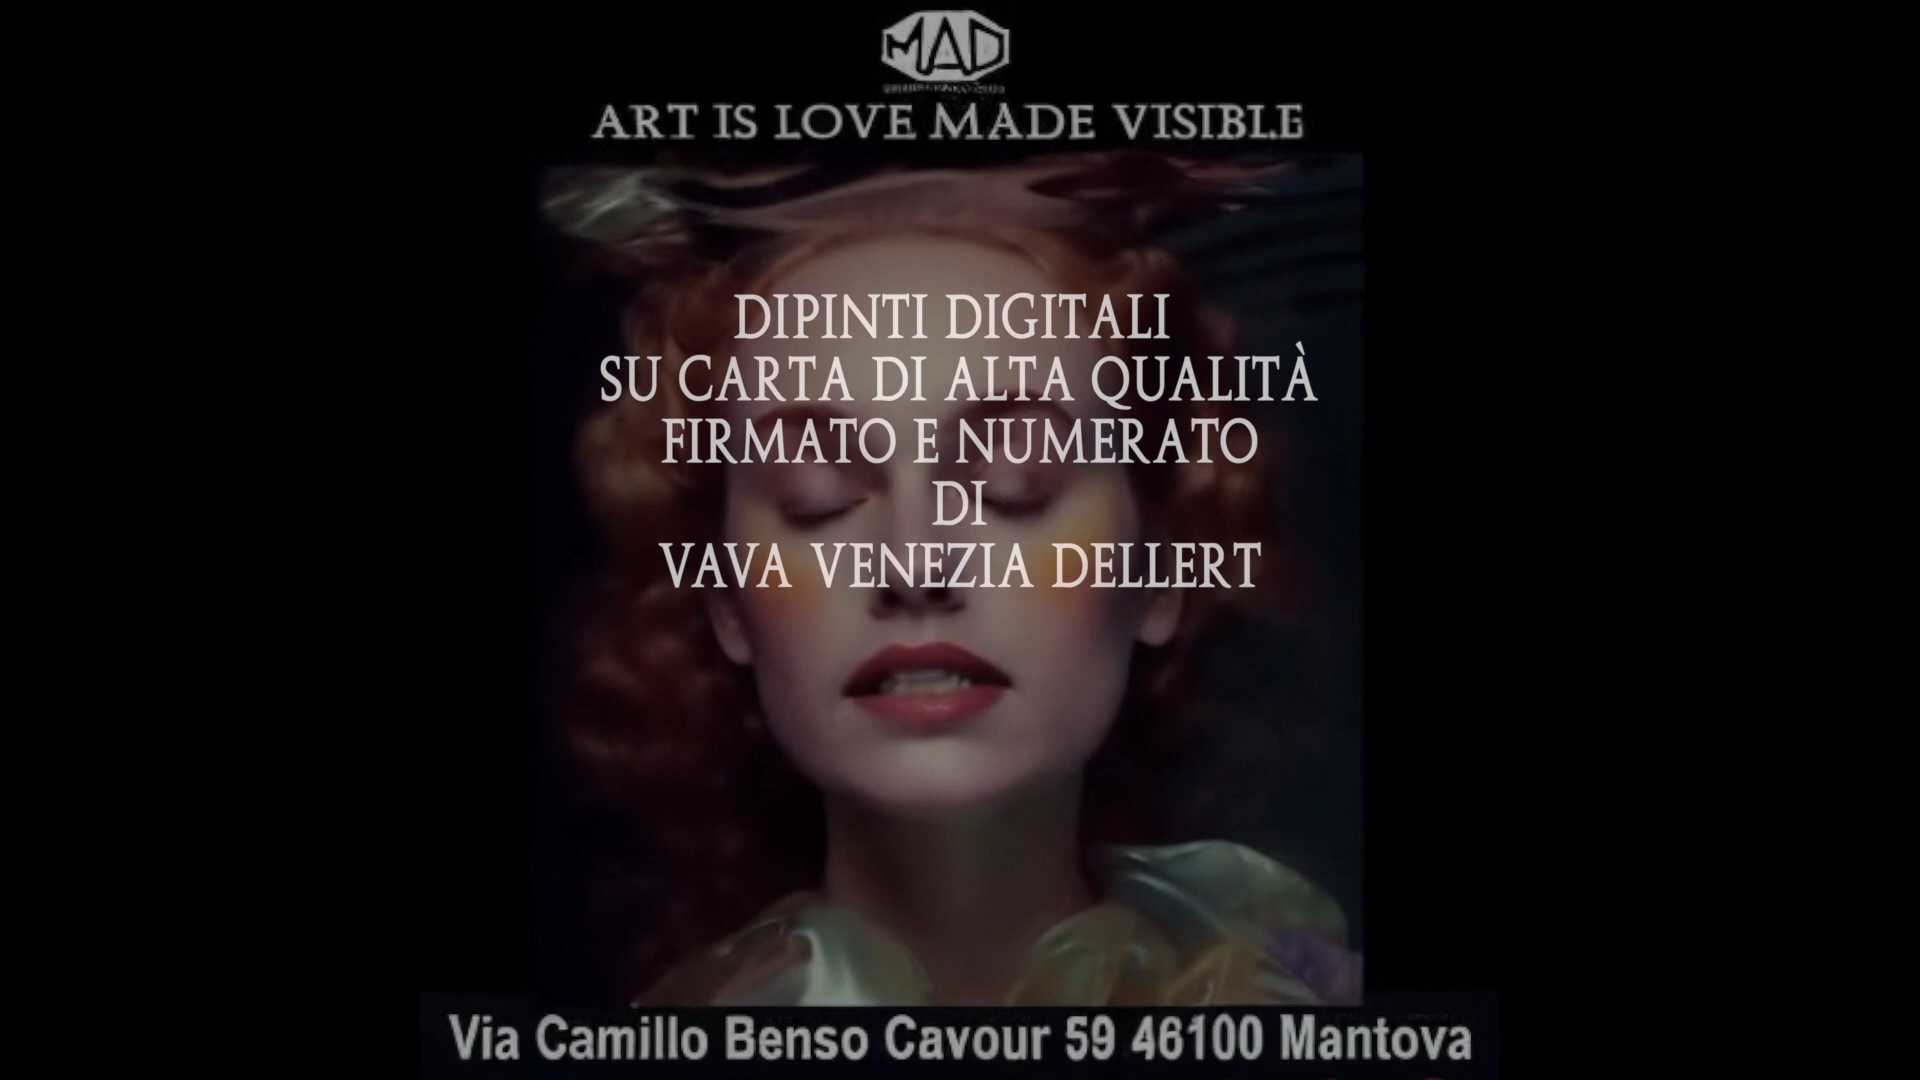 MAD
ART IS LOVE MADE VISIBLE
DIPINTI DIGITALI
SU CARTA DI ALTA QUALITÀ
FIRMATO E NUMERATO
DI
VAVA VENEZIA DELLERT
Via Camillo Benso Cavour 59 46100 Mantova